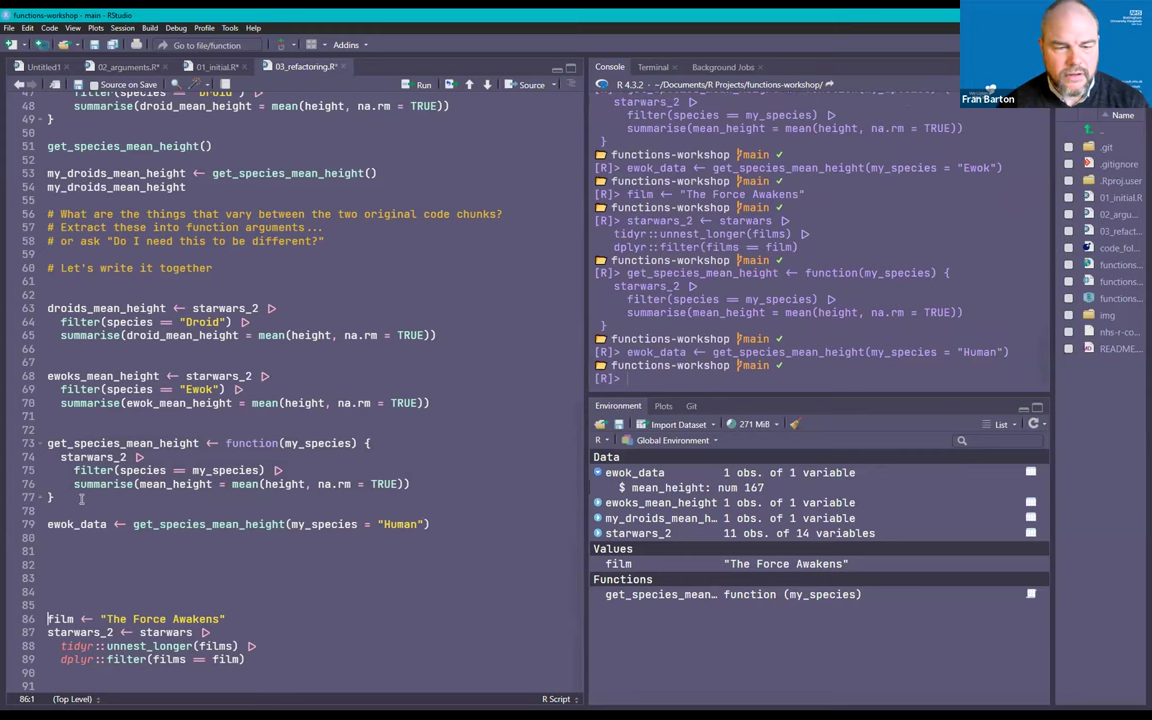 functions-workshop - main - RStudio
File Edit Code View Plots Session Build Debug Profile Tools Help
Go to file/function Addins
Untitled1 02_arguments.R* 01_initial.R 03_refactoring.R*
Source on Save Run Source
47 filter(species == "Droid") ▷
48 summarise(droid_mean_height = mean(height, na.rm = TRUE))
49 }
50
51 get_species_mean_height()
52
53 my_droids_mean_height ← get_species_mean_height()
54 my_droids_mean_height
55
56 # What are the things that vary between the two original code chunks?
57 # Extract these into function arguments...
58 # or ask "Do I need this to be different?"
59
60 # Let's write it together
61
62
63 droids_mean_height ← starwars_2 ▷
64 filter(species == "Droid") ▷
65 summarise(droid_mean_height = mean(height, na.rm = TRUE))
66
67
68 ewoks_mean_height ← starwars_2 ▷
69 filter(species == "Ewok") ▷
70 summarise(ewok_mean_height = mean(height, na.rm = TRUE))
71
72
73 get_species_mean_height ← function(my_species) {
74 starwars_2 ▷
75 filter(species == my_species) ▷
76 summarise(mean_height = mean(height, na.rm = TRUE))
77 }
78
79 ewok_data ← get_species_mean_height(my_species = "Human")
80
81
82
83
84
85
86 film ← "The Force Awakens"
87 starwars_2 ← starwars ▷
88 tidyr::unnest_longer(films) ▷
89 dplyr::filter(films == film)
90
91
86:1 (Top Level) R Script
Console Terminal Background Jobs
R 4.3.2 · ~/Documents/R Projects/functions-workshop/
starwars_2 ▷
filter(species == my_species) ▷
summarise(mean_height = mean(height, na.rm = TRUE))
}
functions-workshop main ✓
[R]> ewok_data ← get_species_mean_height(my_species = "Ewok")
functions-workshop main ✓
[R]> film ← "The Force Awakens"
functions-workshop main ✓
[R]> starwars_2 ← starwars ▷
tidyr::unnest_longer(films) ▷
dplyr::filter(films == film)
functions-workshop main ✓
[R]> get_species_mean_height ← function(my_species) {
starwars_2 ▷
filter(species == my_species) ▷
summarise(mean_height = mean(height, na.rm = TRUE))
}
functions-workshop main ✓
[R]> ewok_data ← get_species_mean_height(my_species = "Human")
functions-workshop main ✓
[R]>
Environment Plots Git
Import Dataset 271 MiB List
R Global Environment
Data
ewok_data 1 obs. of 1 variable
$ mean_height: num 167
ewoks_mean_height 1 obs. of 1 variable
my_droids_mean_h… 1 obs. of 1 variable
starwars_2 11 obs. of 14 variables
Values
film "The Force Awakens"
Functions
get_species_mean… function (my_species)
Fran Barton
NHS
Name
..
.git
.gitignore
.Rproj.user
01_initial.R
02_argu…
03_refact…
code_fol…
functions…
functions…
functions…
img
nhs-r-co…
README…